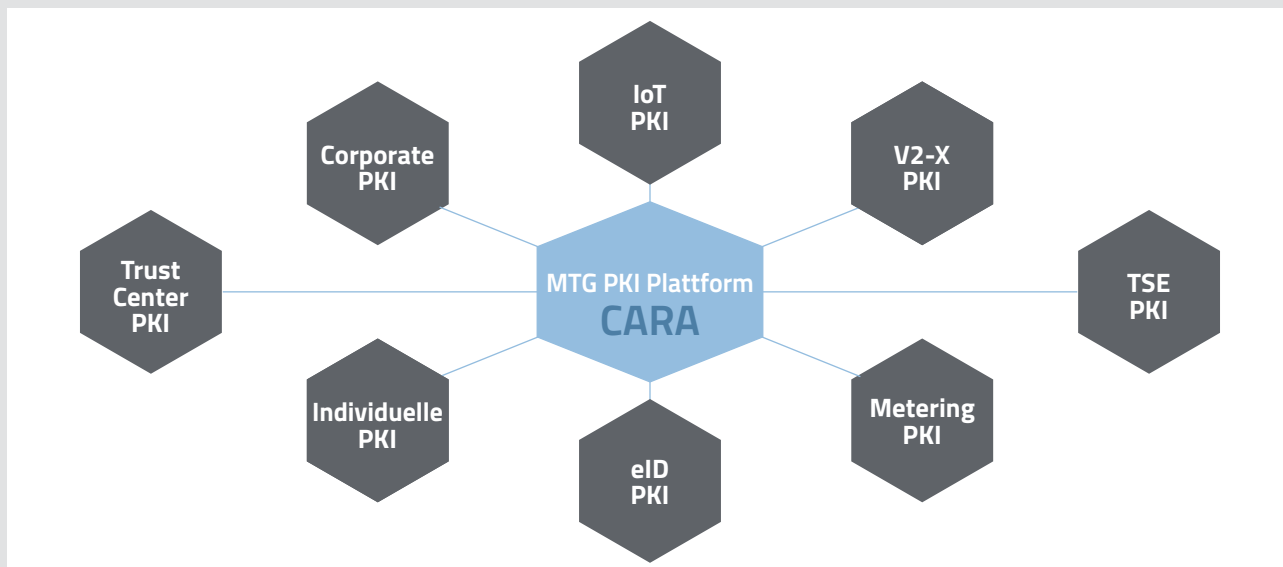 IoT
PKI
Corporate
PKI
V2-X
PKI
Trust
Center
PKI
MTG PKI Plattform
CARA
TSE
PKI
Individuelle
PKI
Metering
PKI
eID
PKI